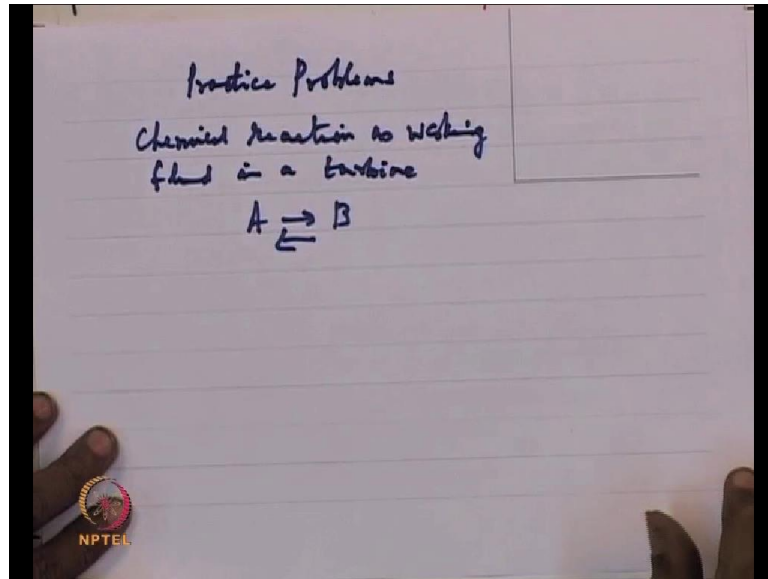 Practice Problems
Chemical reaction as working
fluid in a turbine
A ⇌ B
NPTEL